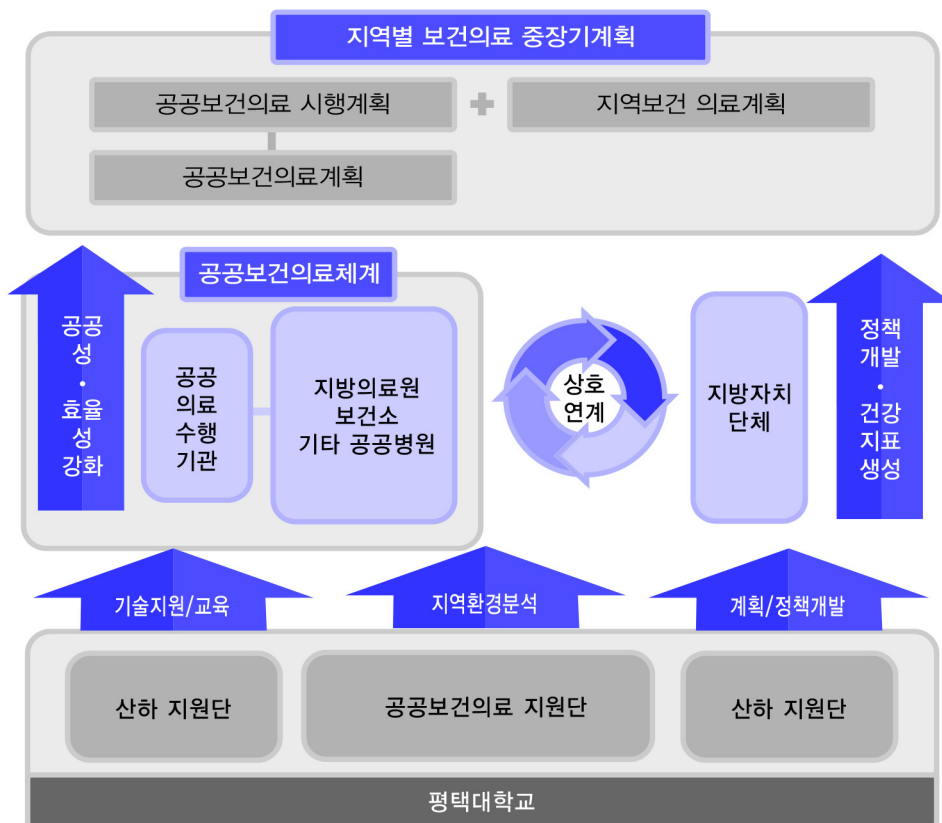 지역별 보건의료 중장기계획
공공보건의료 시행계획
지역보건 의료계획
공공보건의료계획
공공보건의료체계
공공
성
·
효율
성
강화
공공
의료
수행
기관
지방의료원
보건소
기타 공공병원
상호
연계
지방자치
단체
정책
개발
·
건강
지표
생성
기술지원/교육
지역환경분석
계획/정책개발
산하 지원단
공공보건의료 지원단
산하 지원단
평택대학교